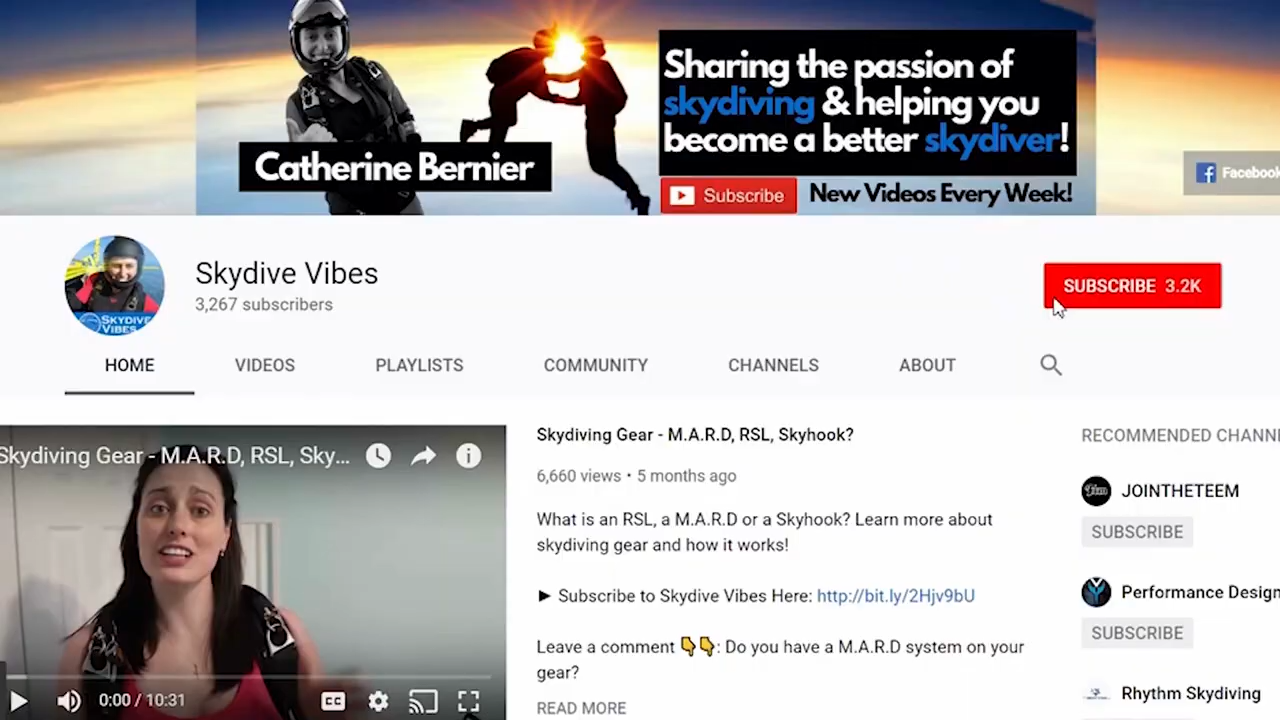 Sharing the passion of
skydiving & helping you
become a better skydiver!
Catherine Bernier
Subscribe
New Videos Every Week!
Facebook
SKYDIVE
VIBES
Skydive Vibes
3,267 subscribers
SUBSCRIBE 3.2K
HOME
VIDEOS
PLAYLISTS
COMMUNITY
CHANNELS
ABOUT
Skydiving Gear - M.A.R.D, RSL, Sky...
0:00 / 10:31
CC
Skydiving Gear - M.A.R.D, RSL, Skyhook?
6,660 views • 5 months ago
What is an RSL, a M.A.R.D or a Skyhook? Learn more about
skydiving gear and how it works!
► Subscribe to Skydive Vibes Here: http://bit.ly/2Hjv9bU
Leave a comment 👇👇: Do you have a M.A.R.D system on your
gear?
READ MORE
RECOMMENDED CHANN
JOINTHETEEM
SUBSCRIBE
Performance Design
SUBSCRIBE
Rhythm Skydiving